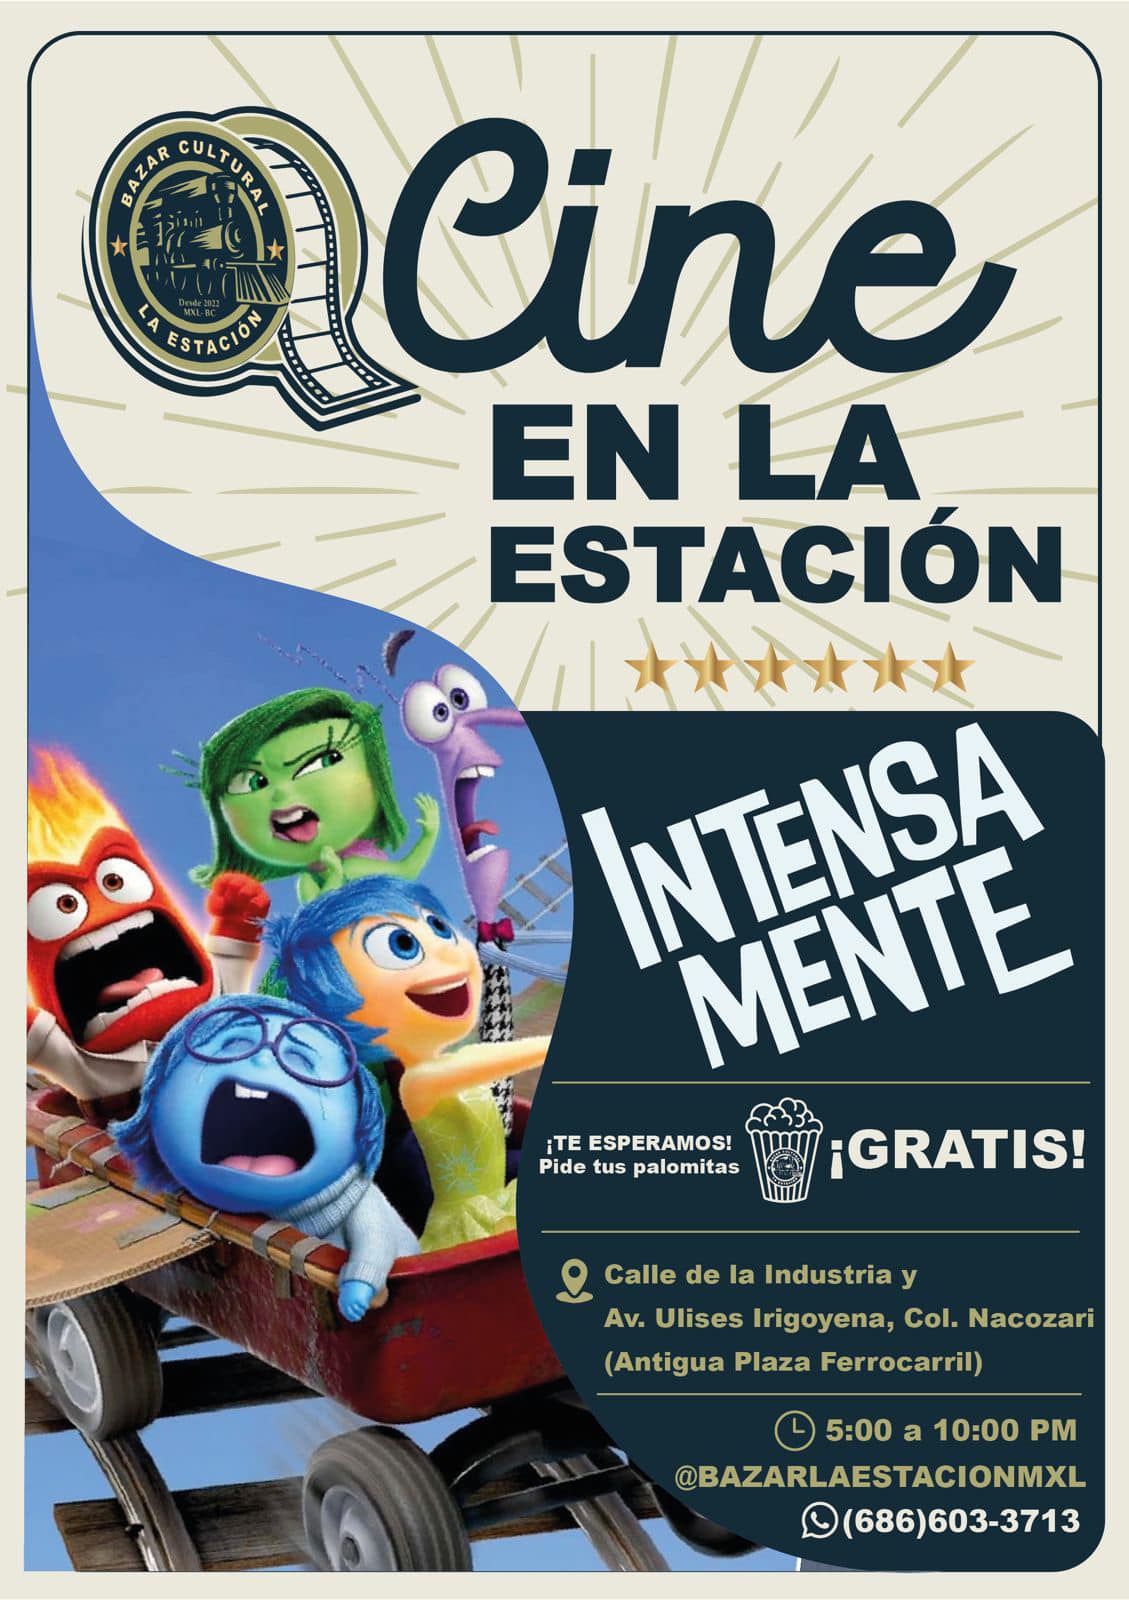 BAZAR CULTURAL
Desde 2022
MXL- BC
LA ESTACIÓN
Cine
EN LA
ESTACIÓN
INTENSA
MENTE
¡TE ESPERAMOS!
Pide tus palomitas
¡GRATIS!
Calle de la Industria y
Av. Ulises Irigoyena, Col. Nacozari
(Antigua Plaza Ferrocarril)
5:00 a 10:00 PM
@BAZARLAESTACIONMXL
(686)603-3713